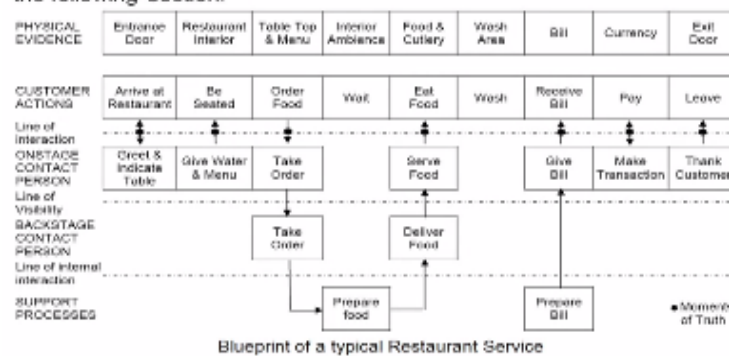 PHYSICAL EVIDENCE
Entrance Door
Restaurant Interior
Table Top & Menu
Interior Ambience
Food & Cutlery
Wash Area
Bill
Currency
Exit Door
CUSTOMER ACTIONS
Arrive at Restaurant
Be Seated
Order Food
Wait
Eat Food
Wash
Receive Bill
Pay
Leave
Line of interaction
ONSTAGE CONTACT PERSON
Greet & Indicate Table
Give Water & Menu
Take Order
Serve Food
Give Bill
Make Transaction
Thank Customer
Line of Visibility
BACKSTAGE CONTACT PERSON
Take Order
Deliver Food
Line of internal interaction
SUPPORT PROCESSES
Prepare food
Prepare Bill
Moments of Truth
Blueprint of a typical Restaurant Service